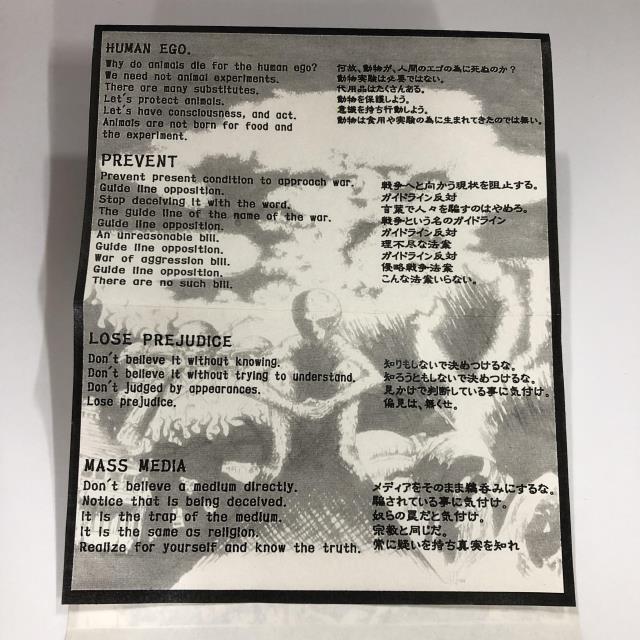 HUMAN EGO.
Why do animals die for the human ego?
We need not animal experiments.
There are many substitutes.
Let's protect animals.
Let's have consciousness, and act.
Animals are not born for food and
the experiment.
何故、動物が、人間のエゴの為に死ぬのか？
動物実験は必要ではない。
代用品はたくさんある。
動物を保護しよう。
意識を持ち行動しよう。
動物は食用や実験の為に生まれてきたのでは無い。
PREVENT
Prevent present condition to approach war.
Guide line opposition.
Stop deceiving it with the word.
The guide line of the name of the war.
Guide line opposition.
An unreasonable bill.
Guide line opposition.
War of aggression bill.
Guide line opposition.
There are no such bill.
戦争へと向かう現状を阻止する。
ガイドライン反対
言葉で人々を騙すのはやめろ。
戦争という名のガイドライン
ガイドライン反対
理不尽な法案
ガイドライン反対
侵略戦争法案
こんな法案いらない。
LOSE PREJUDICE
Don't believe it without knowing.
Don't believe it without trying to understand.
Don't judged by appearances.
Lose prejudice.
知りもしないで決めつけるな。
知ろうともしないで決めつけるな。
見かけで判断している事に気付け。
偏見は、無くせ。
MASS MEDIA
Don't believe a medium directly.
Notice that is being deceived.
It is the trap of the medium.
It is the same as religion.
Realize for yourself and know the truth.
メディアをそのまま鵜呑みにするな。
騙されている事に気付け。
奴らの罠だと気付け。
宗教と同じだ。
常に疑いを持ち真実を知れ